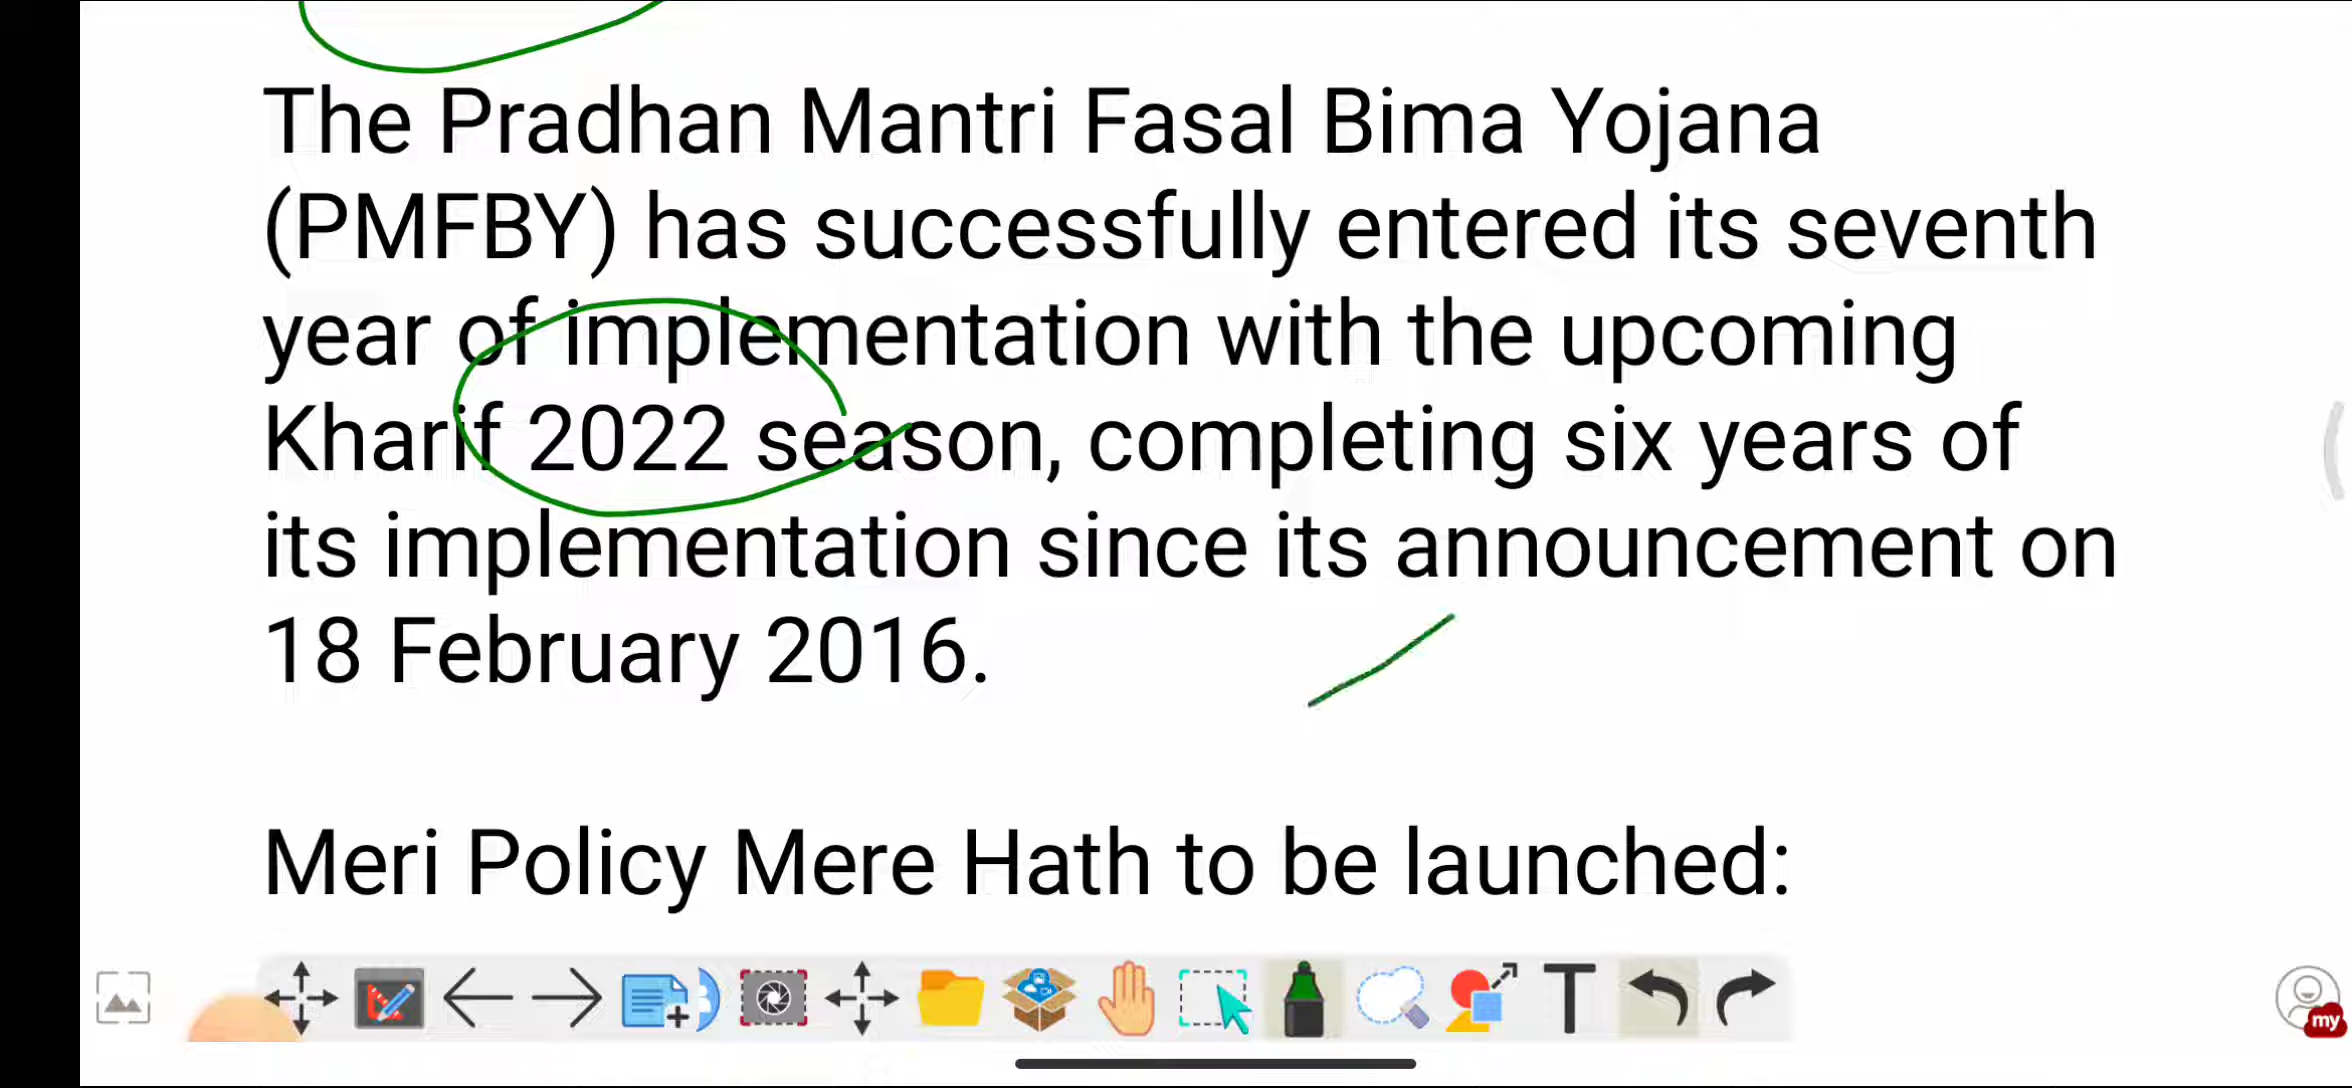 The Pradhan Mantri Fasal Bima Yojana
(PMFBY) has successfully entered its seventh
year of implementation with the upcoming
Kharif 2022 season, completing six years of
its implementation since its announcement on
18 February 2016.
Meri Policy Mere Hath to be launched:
T
my